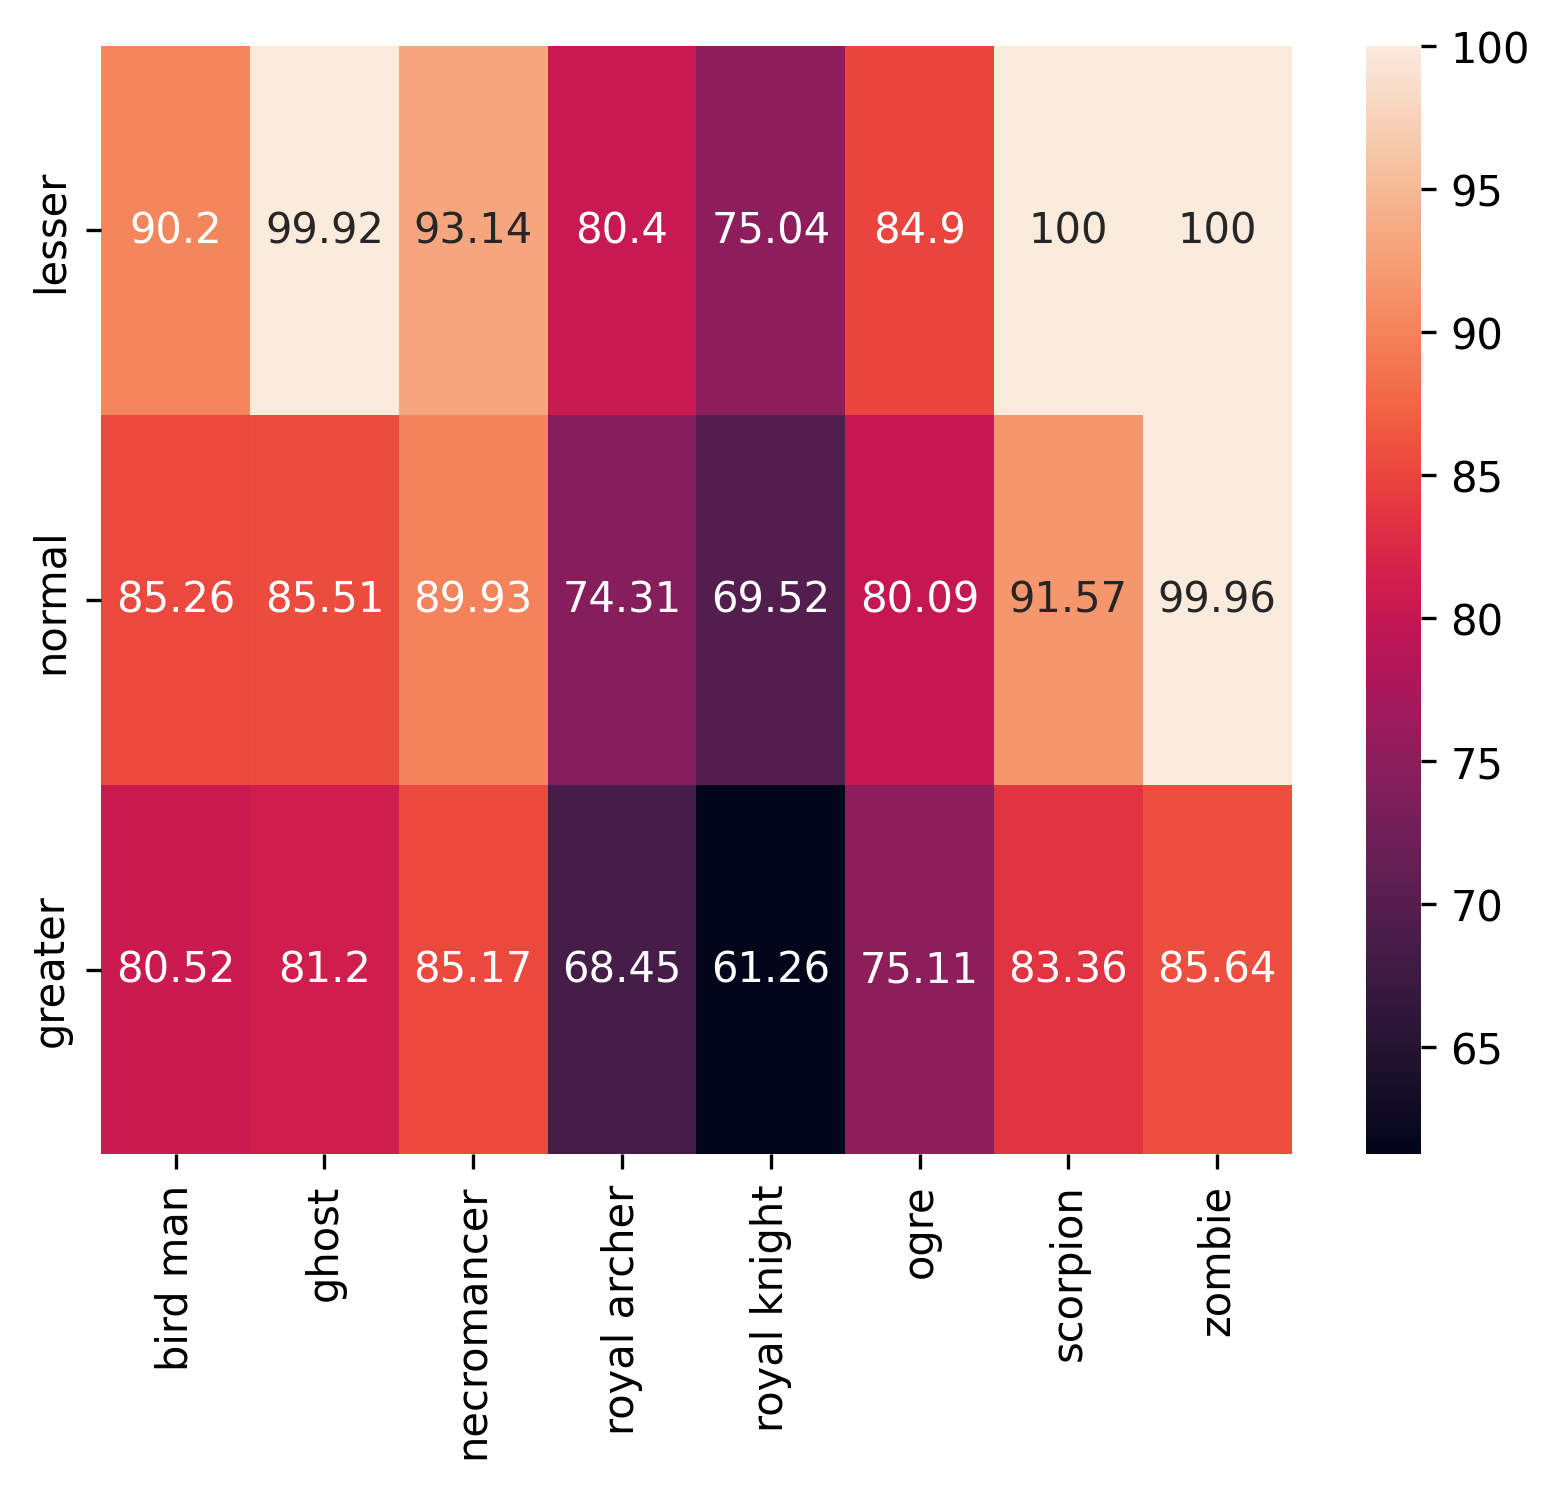 lesser 90.2 99.92 93.14 80.4 75.04 84.9 100 100
normal 85.26 85.51 89.93 74.31 69.52 80.09 91.57 99.96
greater 80.52 81.2 85.17 68.45 61.26 75.11 83.36 85.64
bird man
ghost
necromancer
royal archer
royal knight
ogre
scorpion
zombie
100
95
90
85
80
75
70
65